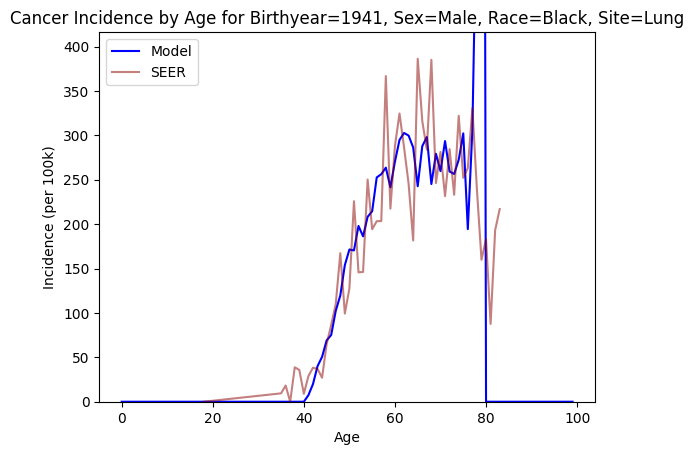 Cancer Incidence by Age for Birthyear=1941, Sex=Male, Race=Black, Site=Lung
Model
SEER
400
350
300
250
200
150
100
50
0
Incidence (per 100k)
0 20 40 60 80 100
Age